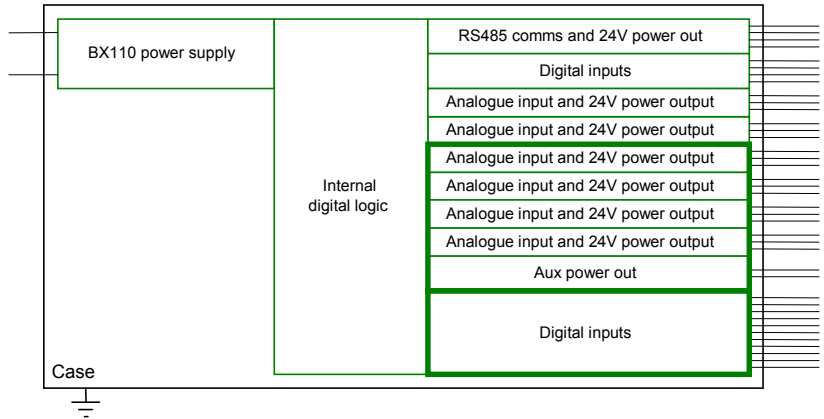 BX110 power supply
Internal
digital logic
RS485 comms and 24V power out
Digital inputs
Analogue input and 24V power output
Analogue input and 24V power output
Analogue input and 24V power output
Analogue input and 24V power output
Analogue input and 24V power output
Analogue input and 24V power output
Aux power out
Digital inputs
Case